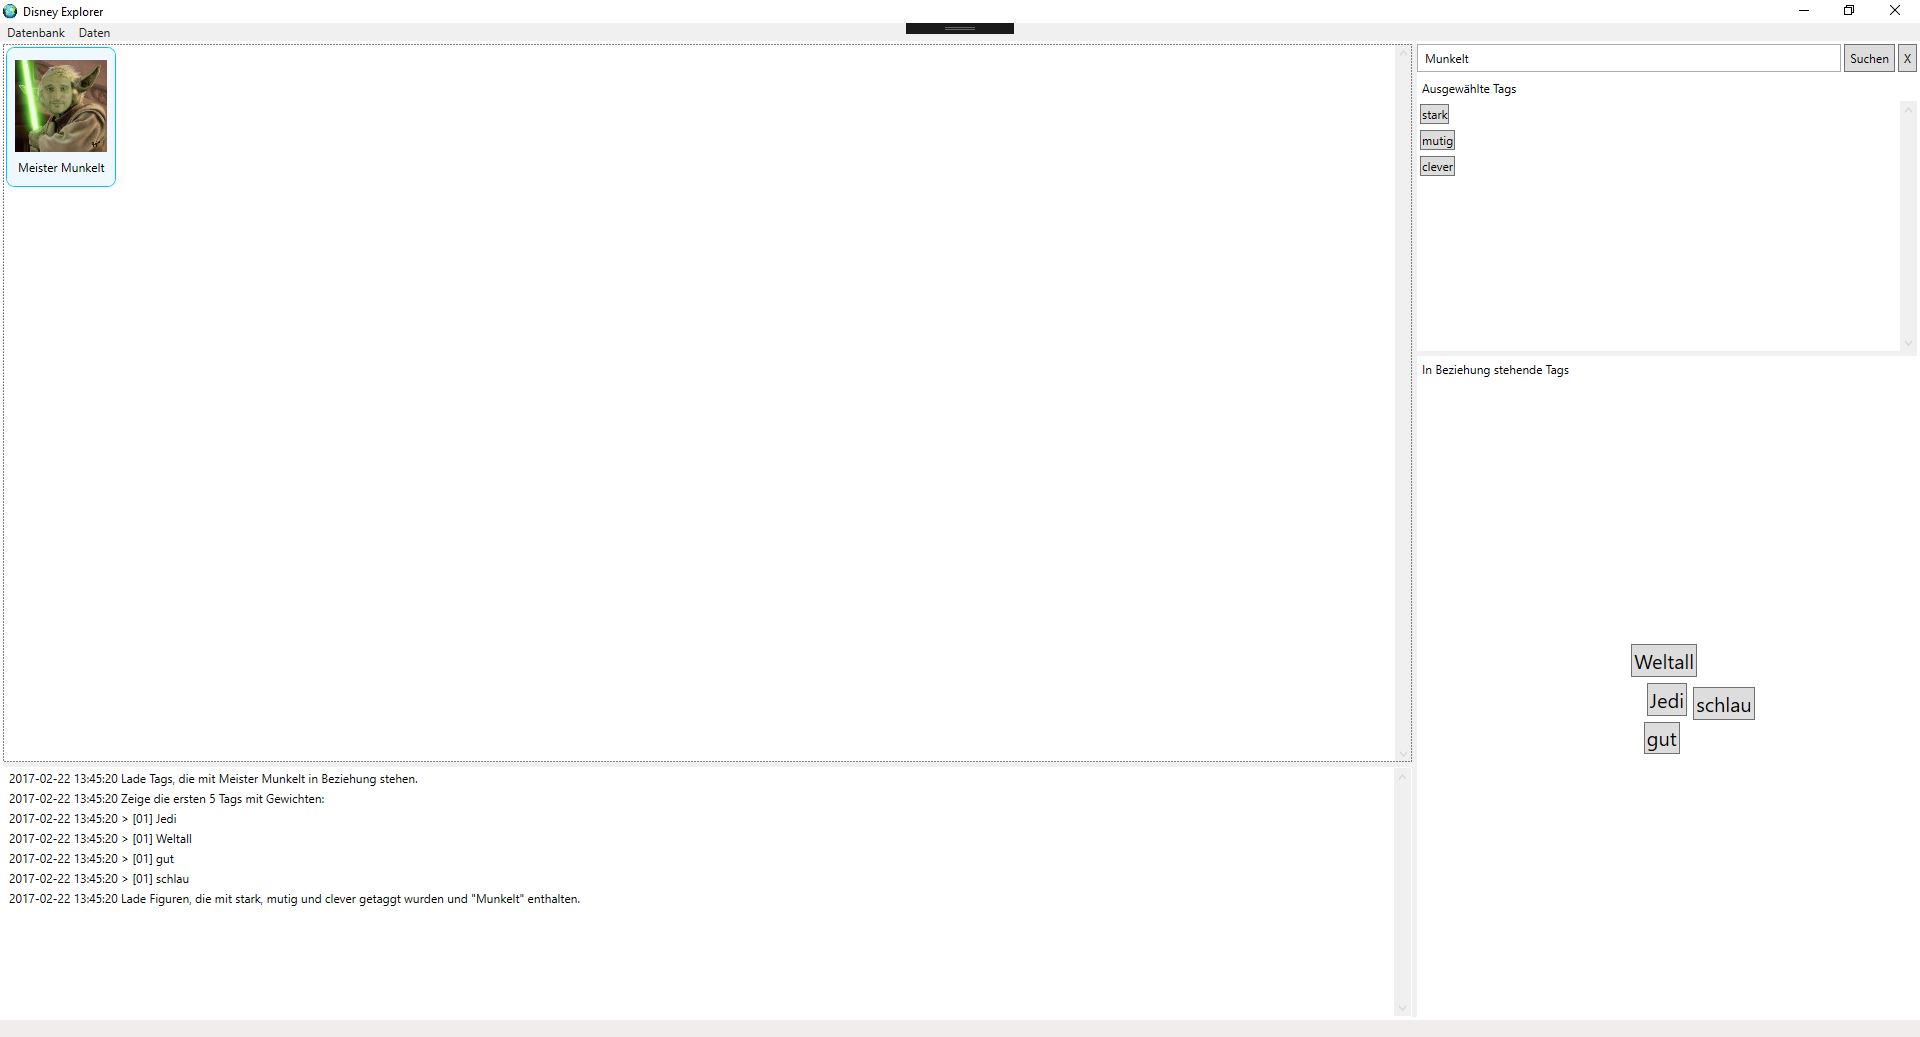 Disney Explorer
Datenbank Daten
Meister Munkelt
Munkelt Suchen X
Ausgewählte Tags
stark
mutig
clever
In Beziehung stehende Tags
Weltall
Jedi schlau
gut
2017-02-22 13:45:20 Lade Tags, die mit Meister Munkelt in Beziehung stehen.
2017-02-22 13:45:20 Zeige die ersten 5 Tags mit Gewichten:
2017-02-22 13:45:20 > [01] Jedi
2017-02-22 13:45:20 > [01] Weltall
2017-02-22 13:45:20 > [01] gut
2017-02-22 13:45:20 > [01] schlau
2017-02-22 13:45:20 Lade Figuren, die mit stark, mutig und clever getaggt wurden und "Munkelt" enthalten.